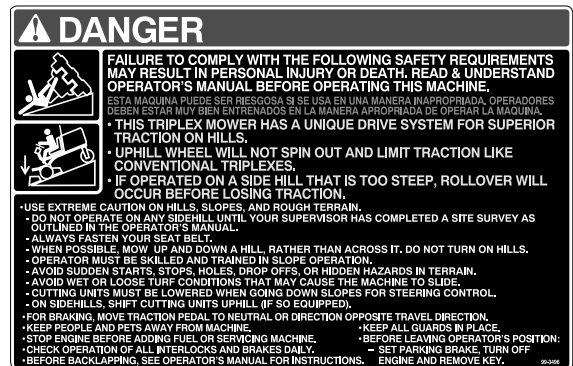 DANGER
FAILURE TO COMPLY WITH THE FOLLOWING SAFETY REQUIREMENTS
MAY RESULT IN PERSONAL INJURY OR DEATH. READ & UNDERSTAND
OPERATOR'S MANUAL BEFORE OPERATING THIS MACHINE.
ESTA MAQUINA PUEDE SER RIESGOSA SI SE USA EN UNA MANERA INAPROPRIADA. OPERADORES
DEBEN ESTAR MUY BIEN ENTRENADOS EN LA MANERA APROPRIADA DE OPERAR LA MAQUINA.
• THIS TRIPLEX MOWER HAS A UNIQUE DRIVE SYSTEM FOR SUPERIOR
TRACTION ON HILLS.
• UPHILL WHEEL WILL NOT SPIN OUT AND LIMIT TRACTION LIKE
CONVENTIONAL TRIPLEXES.
• IF OPERATED ON A SIDE HILL THAT IS TOO STEEP, ROLLOVER WILL
OCCUR BEFORE LOSING TRACTION.
•USE EXTREME CAUTION ON HILLS, SLOPES, AND ROUGH TERRAIN.
- DO NOT OPERATE ON ANY SIDEHILL UNTIL YOUR SUPERVISOR HAS COMPLETED A SITE SURVEY AS
OUTLINED IN THE OPERATOR'S MANUAL.
- ALWAYS FASTEN YOUR SEAT BELT.
- WHEN POSSIBLE, MOW UP AND DOWN A HILL, RATHER THAN ACROSS IT. DO NOT TURN ON HILLS.
- OPERATOR MUST BE SKILLED AND TRAINED IN SLOPE OPERATION.
- AVOID SUDDEN STARTS, STOPS, HOLES, DROP OFFS, OR HIDDEN HAZARDS IN TERRAIN.
- AVOID WET OR LOOSE TURF CONDITIONS THAT MAY CAUSE THE MACHINE TO SLIDE.
- CUTTING UNITS MUST BE LOWERED WHEN GOING DOWN SLOPES FOR STEERING CONTROL.
- ON SIDEHILLS, SHIFT CUTTING UNITS UPHILL (IF SO EQUIPPED).
•FOR BRAKING, MOVE TRACTION PEDAL TO NEUTRAL OR DIRECTION OPPOSITE TRAVEL DIRECTION.
•KEEP PEOPLE AND PETS AWAY FROM MACHINE.
•STOP ENGINE BEFORE ADDING FUEL OR SERVICING MACHINE.
•CHECK OPERATION OF ALL INTERLOCKS AND BRAKES DAILY.
•BEFORE BACKLAPPING, SEE OPERATOR'S MANUAL FOR INSTRUCTIONS.
•KEEP ALL GUARDS IN PLACE.
•BEFORE LEAVING OPERATOR'S POSITION:
– SET PARKING BRAKE, TURN OFF
ENGINE AND REMOVE KEY.
99-3496